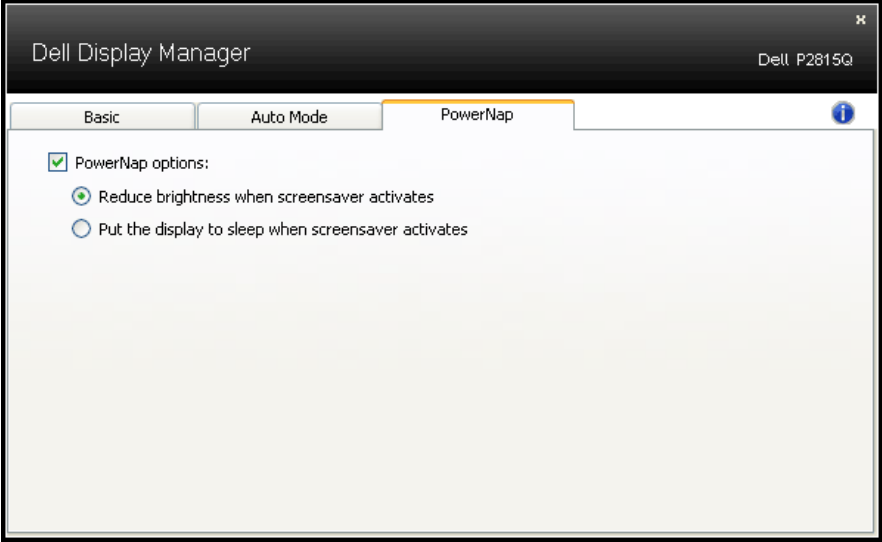 Dell Display Manager
Dell P2815Q
Basic
Auto Mode
PowerNap
PowerNap options:
Reduce brightness when screensaver activates
Put the display to sleep when screensaver activates